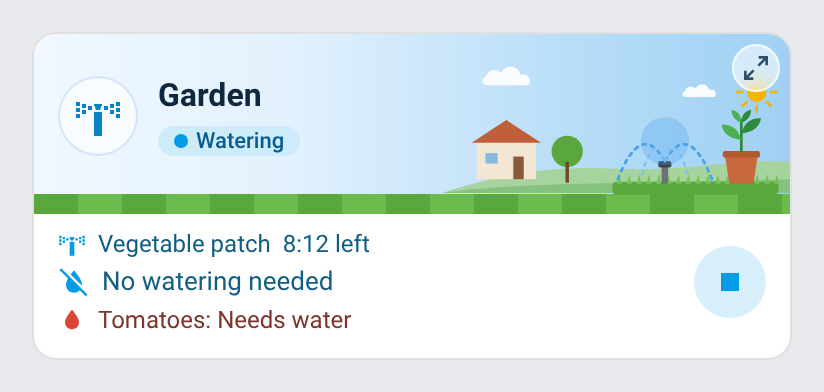 Garden
Watering
Vegetable patch 8:12 left
No watering needed
Tomatoes: Needs water